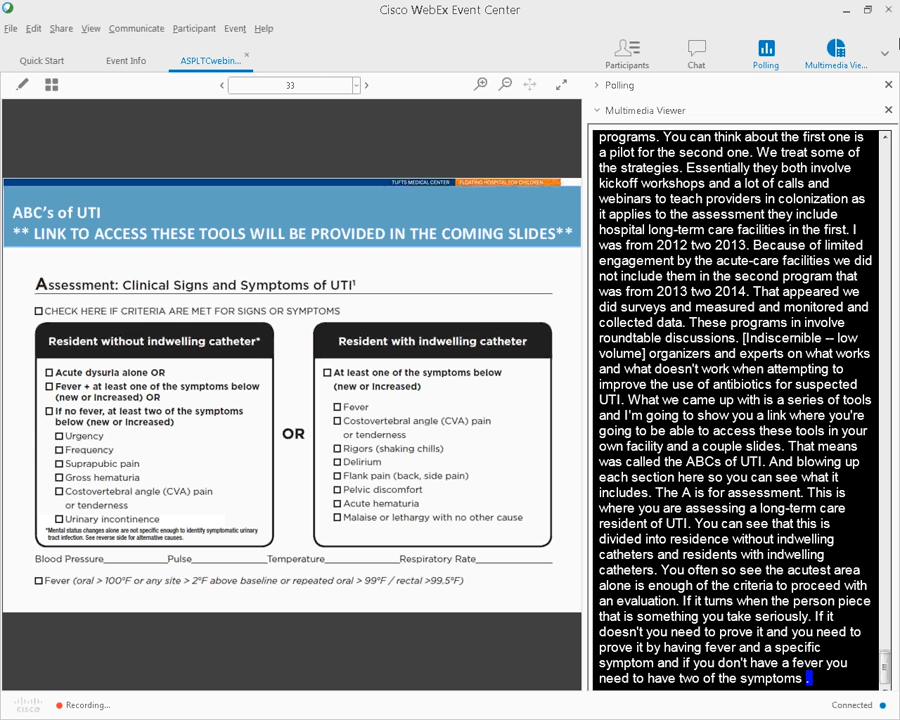 Cisco WebEx Event Center
File Edit Share View Communicate Participant Event Help
Quick Start Event Info ASPLTCwebin... Participants Chat Polling Multimedia Vie...
33
TUFTS MEDICAL CENTER FLOATING HOSPITAL FOR CHILDREN
ABC's of UTI
** LINK TO ACCESS THESE TOOLS WILL BE PROVIDED IN THE COMING SLIDES**
Assessment: Clinical Signs and Symptoms of UTI¹
CHECK HERE IF CRITERIA ARE MET FOR SIGNS OR SYMPTOMS
Resident without indwelling catheter*
Acute dysuria alone OR
Fever + at least one of the symptoms below
(new or increased) OR
If no fever, at least two of the symptoms
below (new or increased)
Urgency
Frequency
Suprapubic pain
Gross hematuria
Costovertebral angle (CVA) pain
or tenderness
Urinary incontinence
*Mental status changes alone are not specific enough to identify symptomatic urinary
tract infection. See reverse side for alternative causes.
OR
Resident with indwelling catheter
At least one of the symptoms below
(new or increased)
Fever
Costovertebral angle (CVA) pain
or tenderness
Rigors (shaking chills)
Delirium
Flank pain (back, side pain)
Pelvic discomfort
Acute hematuria
Malaise or lethargy with no other cause
Blood Pressure__________Pulse__________Temperature__________Respiratory Rate__________
Fever (oral > 100°F or any site > 2°F above baseline or repeated oral > 99°F / rectal >99.5°F)
Polling
Multimedia Viewer
programs. You can think about the first one is
a pilot for the second one. We treat some of
the strategies. Essentially they both involve
kickoff workshops and a lot of calls and
webinars to teach providers in colonization as
it applies to the assessment they include
hospital long-term care facilities in the first. I
was from 2012 two 2013. Because of limited
engagement by the acute-care facilities we did
not include them in the second program that
was from 2013 two 2014. That appeared we
did surveys and measured and monitored and
collected data. These programs in involve
roundtable discussions. [Indiscernible -- low
volume] organizers and experts on what works
and what doesn't work when attempting to
improve the use of antibiotics for suspected
UTI. What we came up with is a series of tools
and I'm going to show you a link where you're
going to be able to access these tools in your
own facility and a couple slides. That means
was called the ABCs of UTI. And blowing up
each section here so you can see what it
includes. The A is for assessment. This is
where you are assessing a long-term care
resident of UTI. You can see that this is
divided into residence without indwelling
catheters and residents with indwelling
catheters. You often so see the acutest area
alone is enough of the criteria to proceed with
an evaluation. If it turns when the person piece
that is something you take seriously. If it
doesn't you need to prove it and you need to
prove it by having fever and a specific
symptom and if you don't have a fever you
need to have two of the symptoms .
cisco
Recording...
Connected